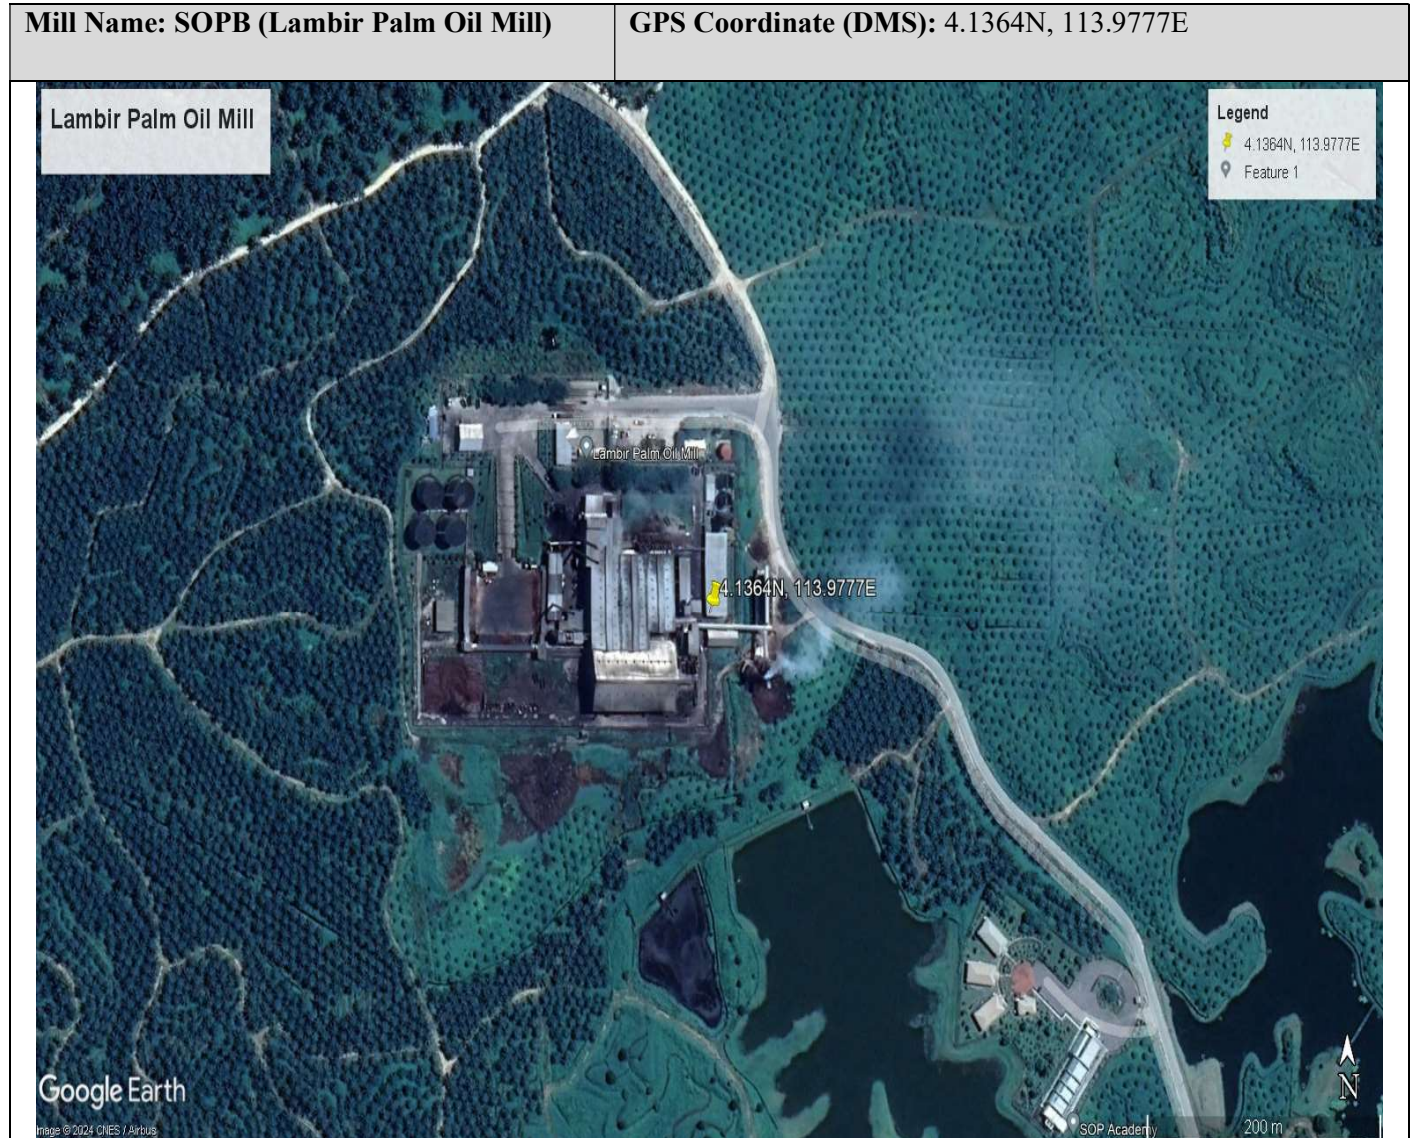 Mill Name: SOPB (Lambir Palm Oil Mill)
GPS Coordinate (DMS): 4.1364N, 113.9777E
Lambir Palm Oil Mill
Legend
4.1364N, 113.9777E
Feature 1
Lambir Palm Oil Mill
4.1364N, 113.9777E
N
Google Earth
Image © 2024 CNES / Airbus
SOP Academy
200 m